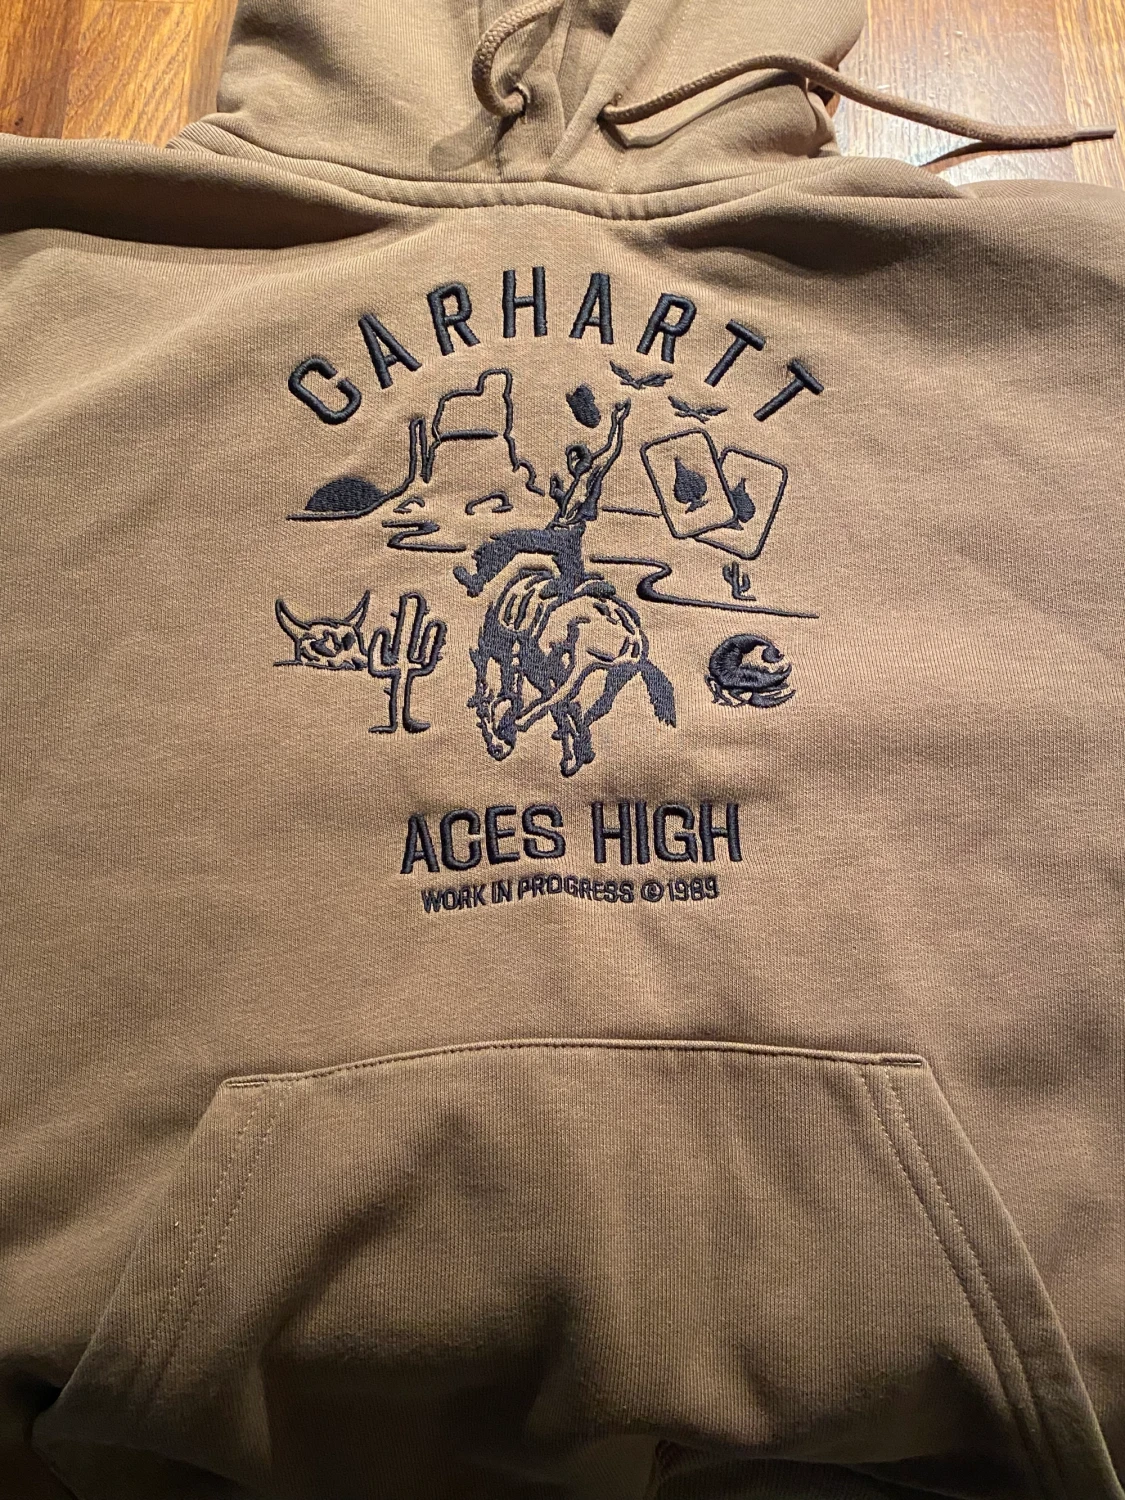 CARHARTT
ACES HIGH
WORK IN PROGRESS © 1989